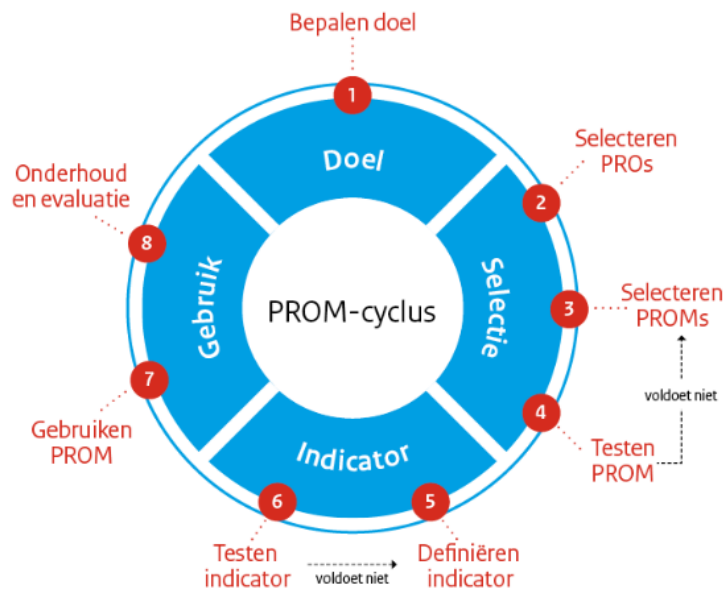 Bepalen doel
1
Doel
Selecteren
PROs
2
Selectie
3
Selecteren
PROMs
voldoet niet
4
Testen
PROM
5
Definiëren
indicator
Indicator
voldoet niet
6
Testen
indicator
7
Gebruiken
PROM
Gebruik
8
Onderhoud
en evaluatie
PROM-cyclus